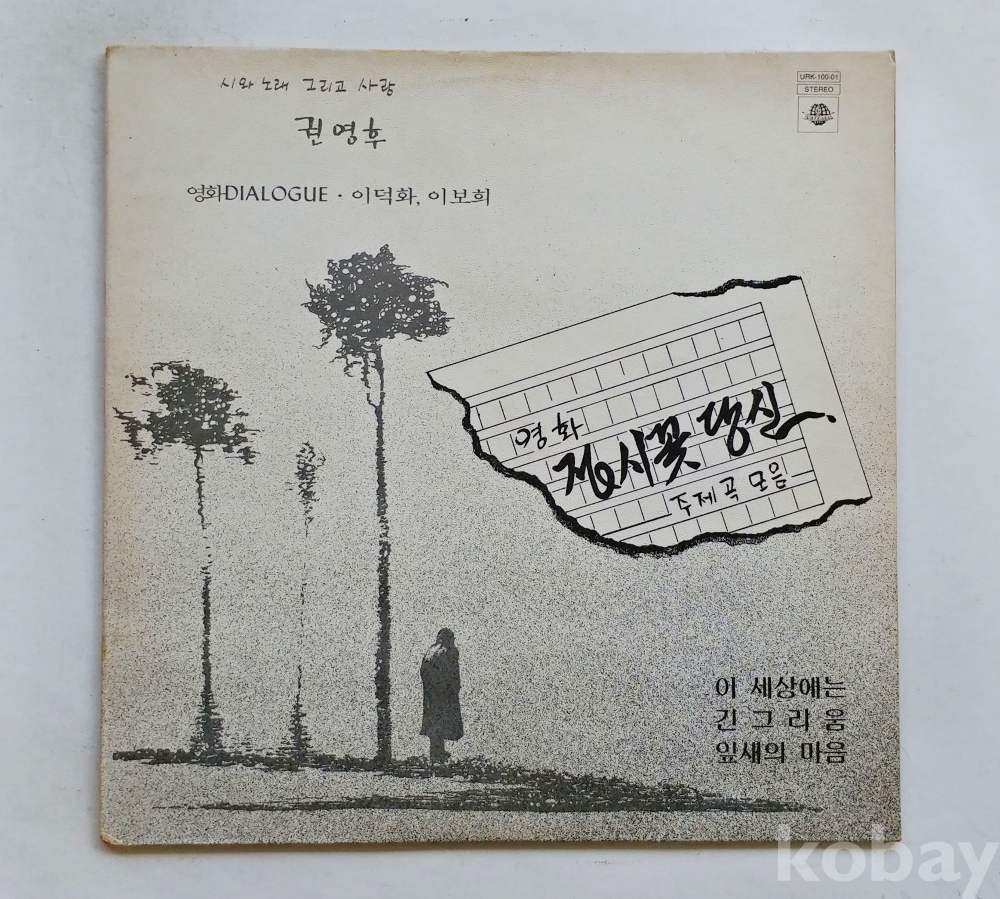 시와 노래 그리고 사랑
권영후
영화DIALOGUE · 이덕화, 이보희
URK-100-01
STEREO
영화
접시꽃 당신
주제곡 모음
이 세상에는
긴 그리움
잎새의 마음
kobay